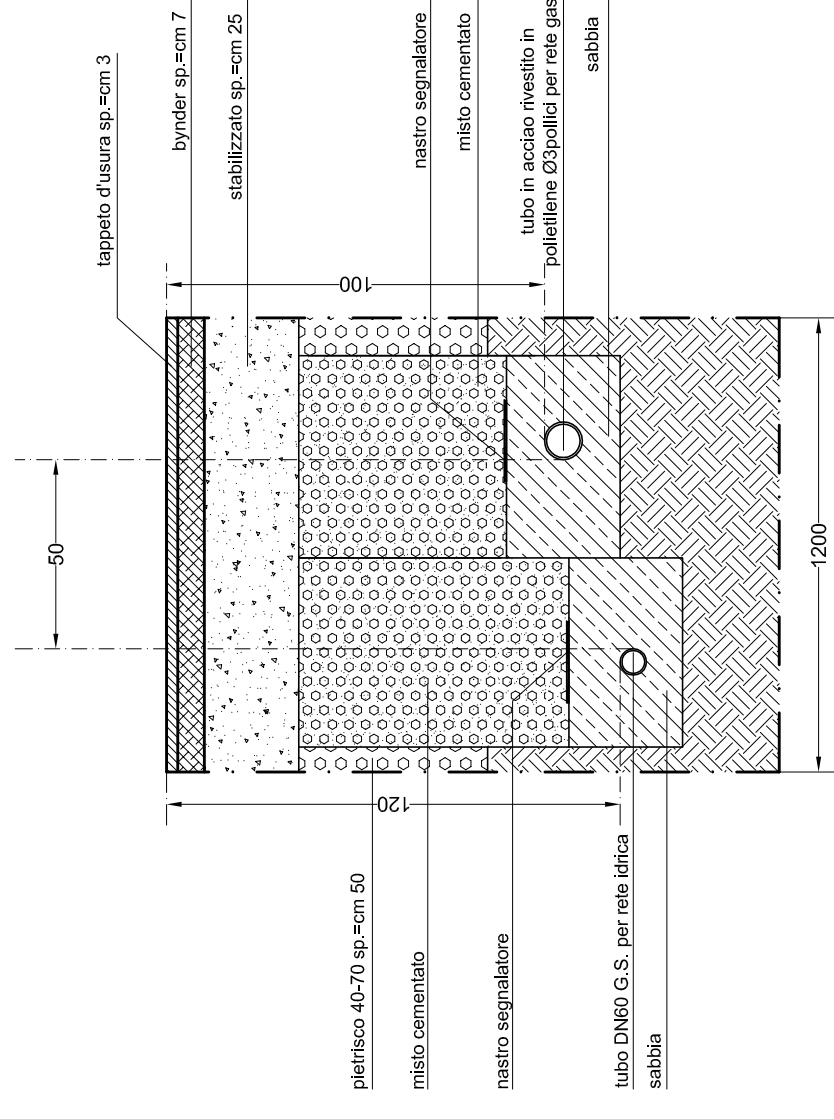 tappeto d'usura sp.=cm 3
bynder sp.=cm 7
stabilizzato sp.=cm 25
nastro segnalatore
misto cementato
tubo in acciao rivestito in
polietilene Ø3pollici per rete gas
sabbia
100
50
1200
120
pietrisco 40-70 sp.=cm 50
misto cementato
nastro segnalatore
tubo DN60 G.S. per rete idrica
sabbia